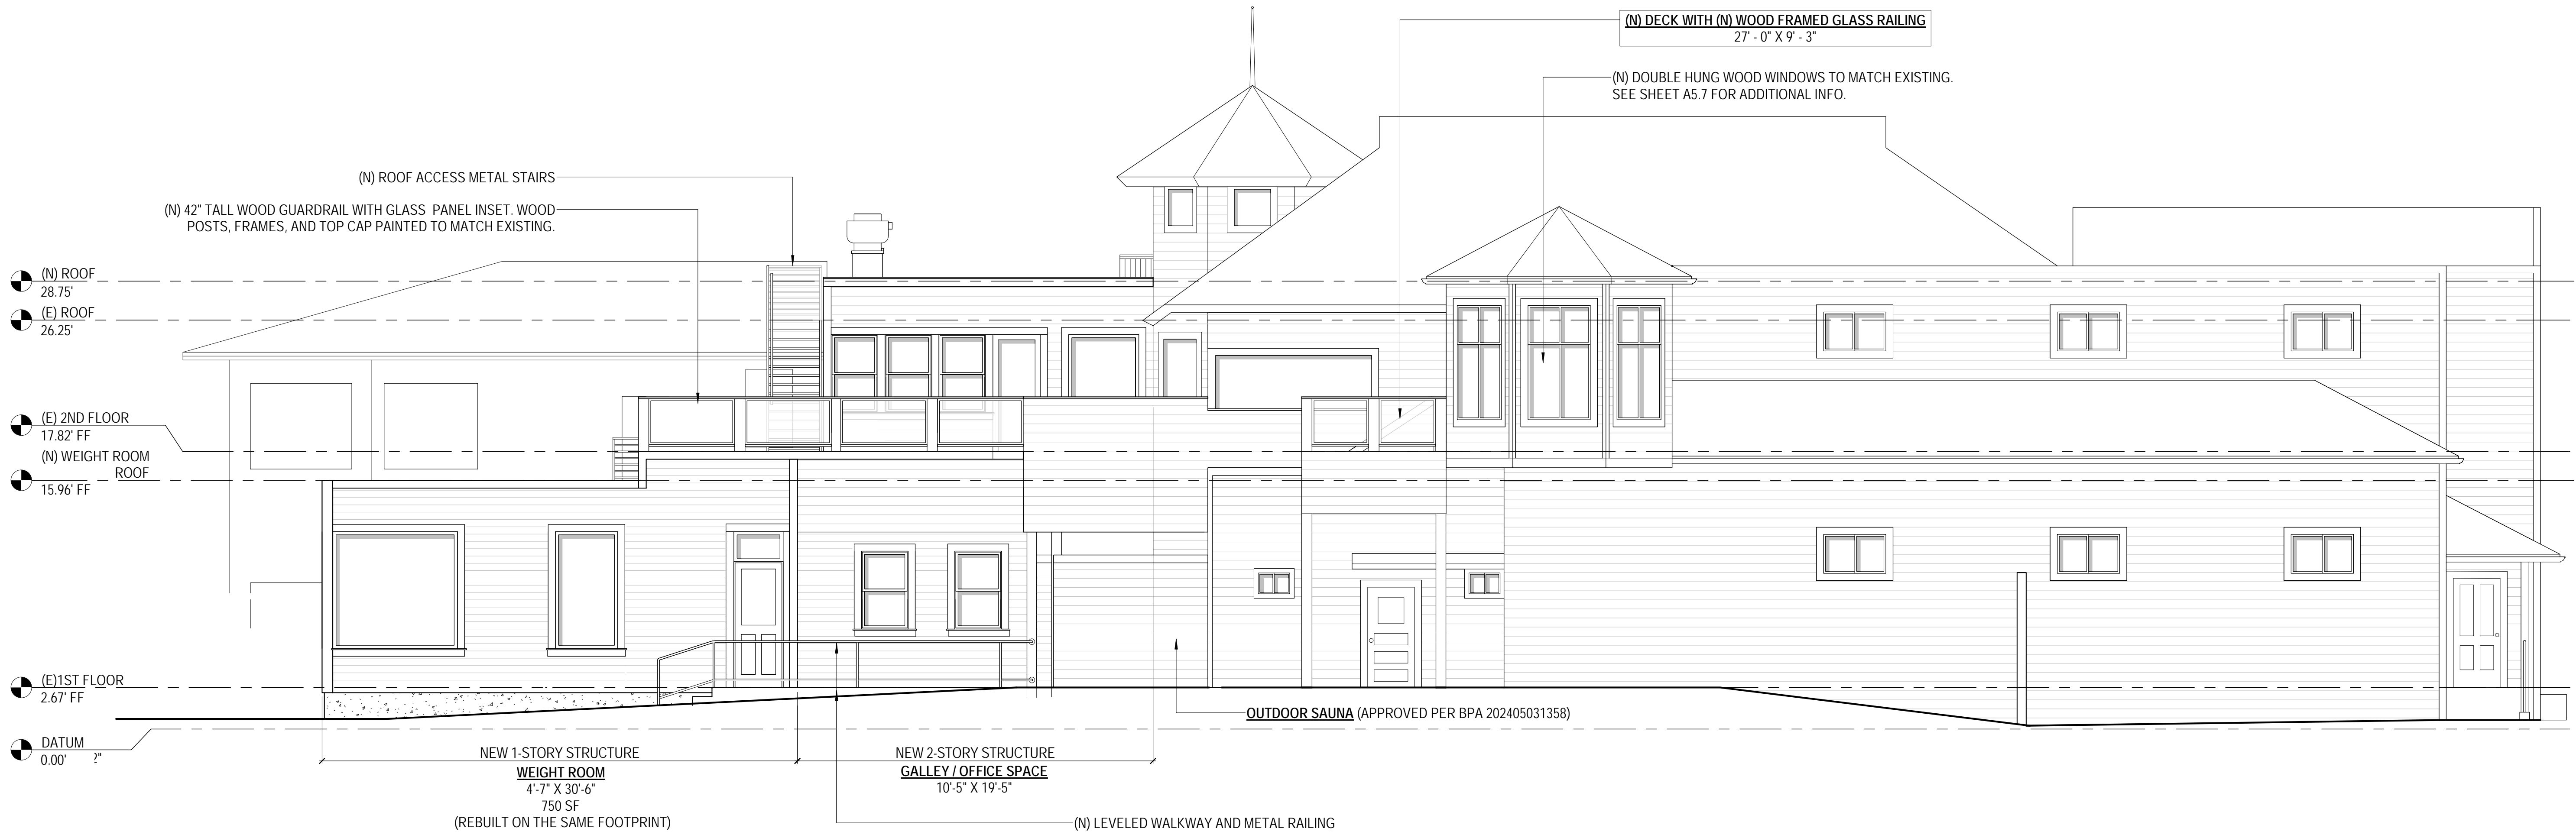 (N) DECK WITH (N) WOOD FRAMED GLASS RAILING
27' - 0" X 9' - 3"
(N) DOUBLE HUNG WOOD WINDOWS TO MATCH EXISTING.
SEE SHEET A5.7 FOR ADDITIONAL INFO.
(N) ROOF ACCESS METAL STAIRS
(N) 42" TALL WOOD GUARDRAIL WITH GLASS PANEL INSET. WOOD
POSTS, FRAMES, AND TOP CAP PAINTED TO MATCH EXISTING.
(N) ROOF
28.75'
(E) ROOF
26.25'
(E) 2ND FLOOR
17.82' FF
(N) WEIGHT ROOM
ROOF
15.96' FF
(E)1ST FLOOR
2.67' FF
OUTDOOR SAUNA (APPROVED PER BPA 202405031358)
DATUM
0.00'
NEW 1-STORY STRUCTURE
WEIGHT ROOM
4'-7" X 30'-6"
750 SF
(REBUILT ON THE SAME FOOTPRINT)
NEW 2-STORY STRUCTURE
GALLEY / OFFICE SPACE
10'-5" X 19'-5"
(N) LEVELED WALKWAY AND METAL RAILING